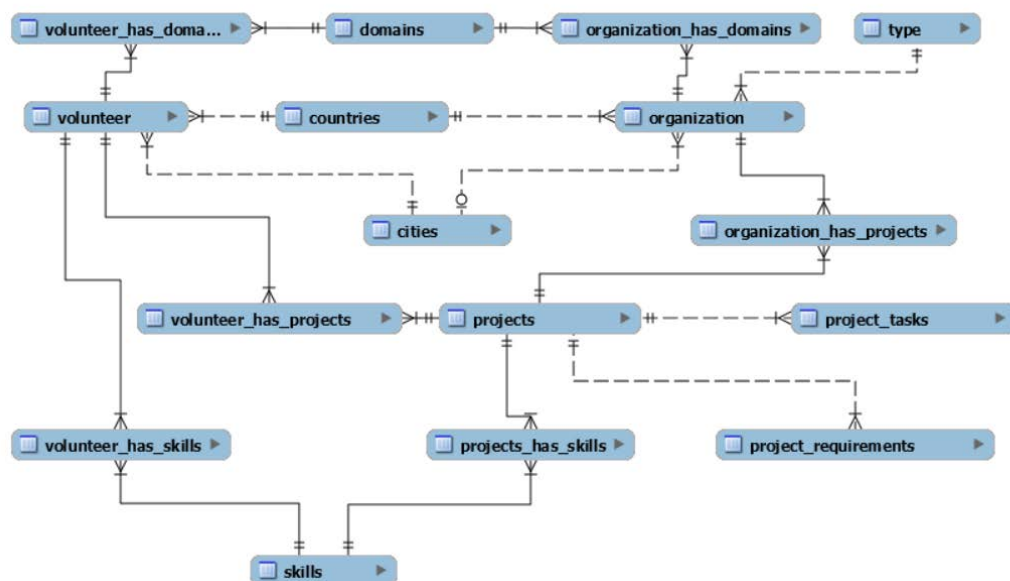 volunteer_has_doma...
domains
organization_has_domains
type
volunteer
countries
organization
cities
organization_has_projects
volunteer_has_projects
projects
project_tasks
volunteer_has_skills
projects_has_skills
project_requirements
skills